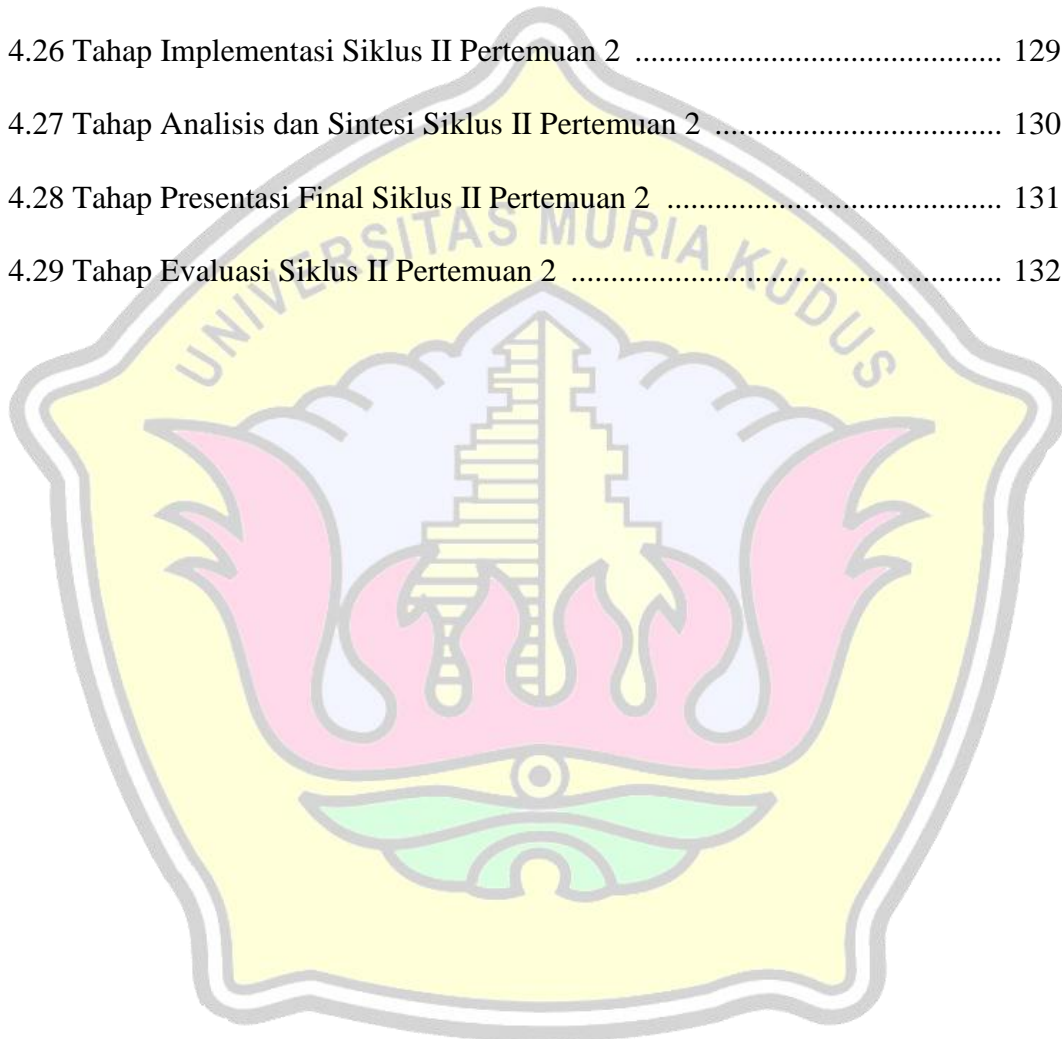 4.26 Tahap Implementasi Siklus II Pertemuan 2 ............................................ 129
4.27 Tahap Analisis dan Sintesi Siklus II Pertemuan 2 ................................... 130
4.28 Tahap Presentasi Final Siklus II Pertemuan 2 ........................................ 131
4.29 Tahap Evaluasi Siklus II Pertemuan 2 .................................................... 132
UNIVERSITAS MURIA KUDUS